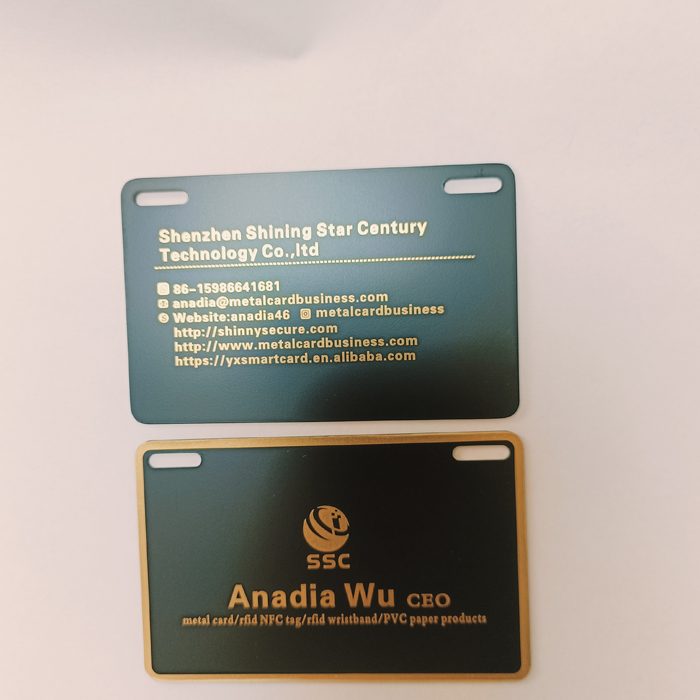 Shenzhen Shining Star Century
Technology Co.,ltd
86-15986641681
anadia@metalcardbusiness.com
Website:anadia46 metalcardbusiness
http://shinnysecure.com
http://www.metalcardbusiness.com
https://yxsmartcard.en.alibaba.com
SSC
Anadia Wu CEO
metal card/rfid NFC tag/rfid wristband/PVC paper products